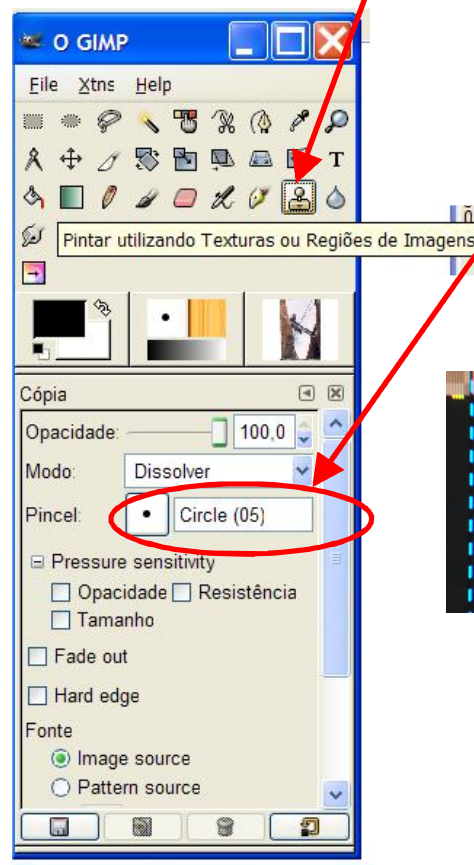 O GIMP
File Xtns Help
T
Pintar utilizando Texturas ou Regiões de Imagens
Cópia
Opacidade: 100,0
Modo: Dissolver
Pincel: Circle (05)
Pressure sensitivity
Opacidade Resistência
Tamanho
Fade out
Hard edge
Fonte
Image source
Pattern source